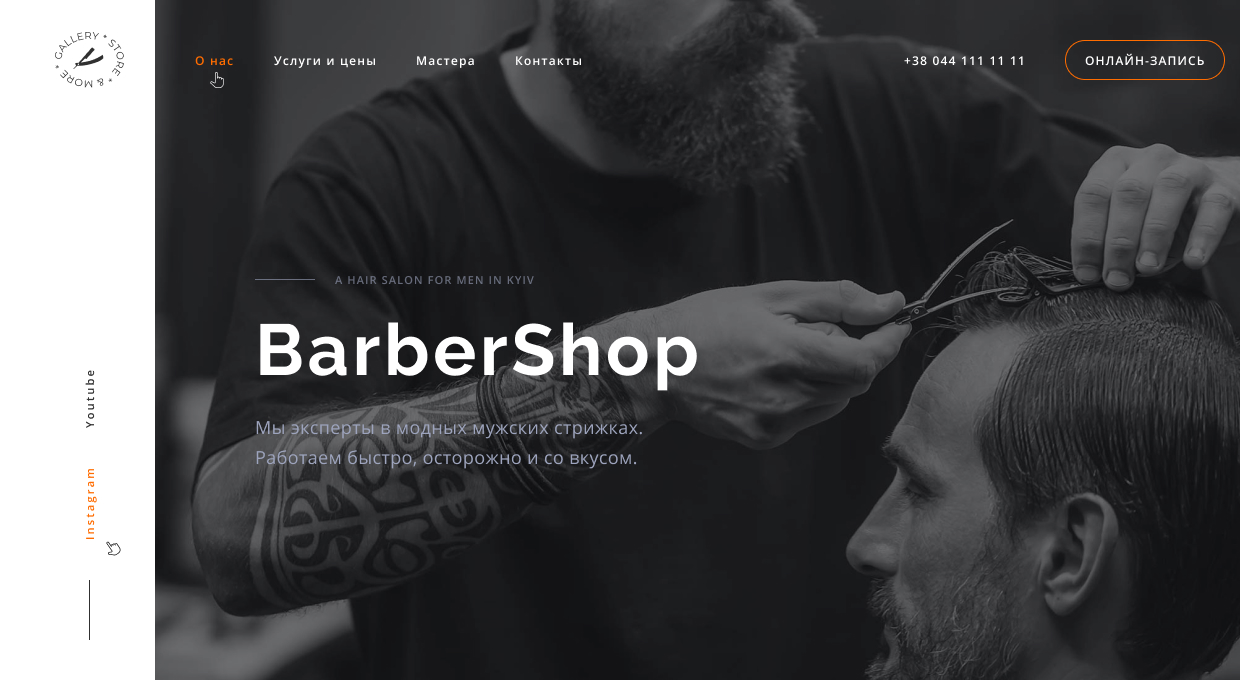 GALLERY * STORE * & MORE *
О нас
Услуги и цены
Мастера
Контакты
+38 044 111 11 11
ОНЛАЙН-ЗАПИСЬ
A HAIR SALON FOR MEN IN KYIV
BarberShop
Мы эксперты в модных мужских стрижках.
Работаем быстро, осторожно и со вкусом.
Youtube
Instagram